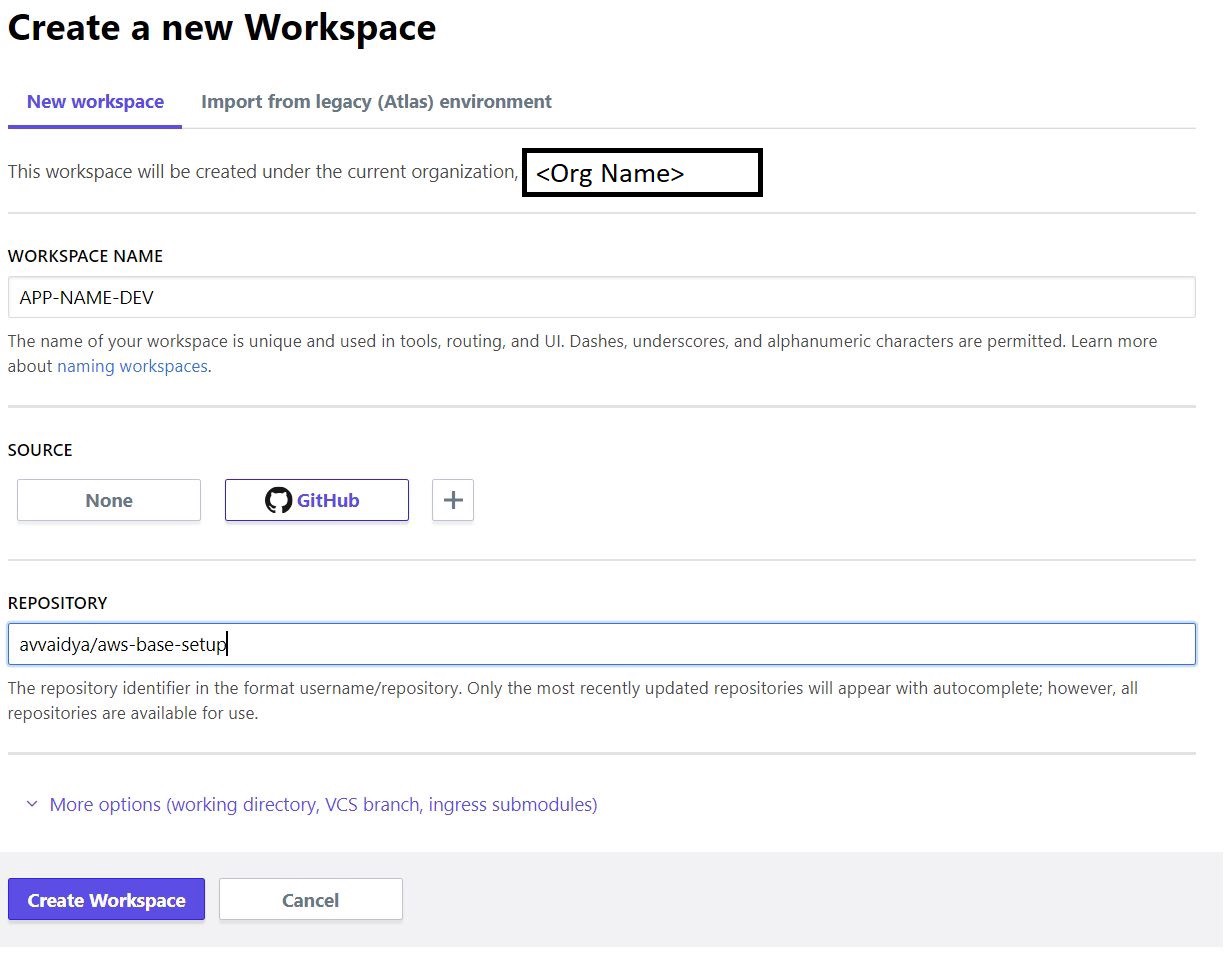 Create a new Workspace
New workspace
Import from legacy (Atlas) environment
This workspace will be created under the current organization, <Org Name>
WORKSPACE NAME
APP-NAME-DEV
The name of your workspace is unique and used in tools, routing, and UI. Dashes, underscores, and alphanumeric characters are permitted. Learn more
about naming workspaces.
SOURCE
None
GitHub
+
REPOSITORY
avvaidya/aws-base-setup
The repository identifier in the format username/repository. Only the most recently updated repositories will appear with autocomplete; however, all
repositories are available for use.
More options (working directory, VCS branch, ingress submodules)
Create Workspace
Cancel